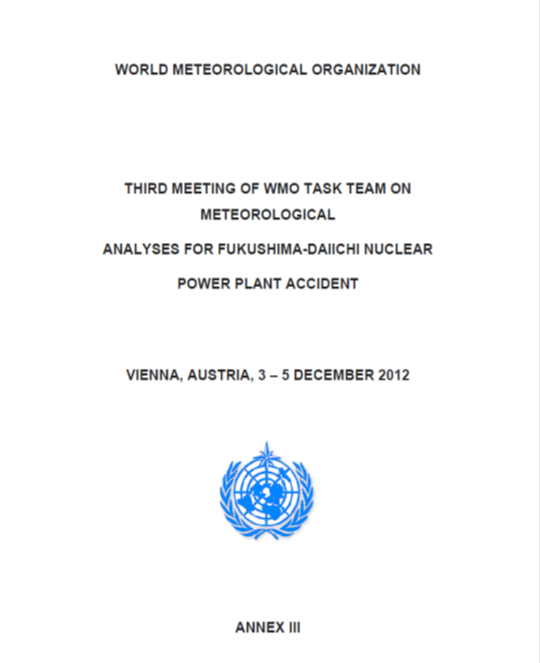 WORLD METEOROLOGICAL ORGANIZATION
THIRD MEETING OF WMO TASK TEAM ON
METEOROLOGICAL
ANALYSES FOR FUKUSHIMA-DAIICHI NUCLEAR
POWER PLANT ACCIDENT
VIENNA, AUSTRIA, 3 – 5 DECEMBER 2012
ANNEX III